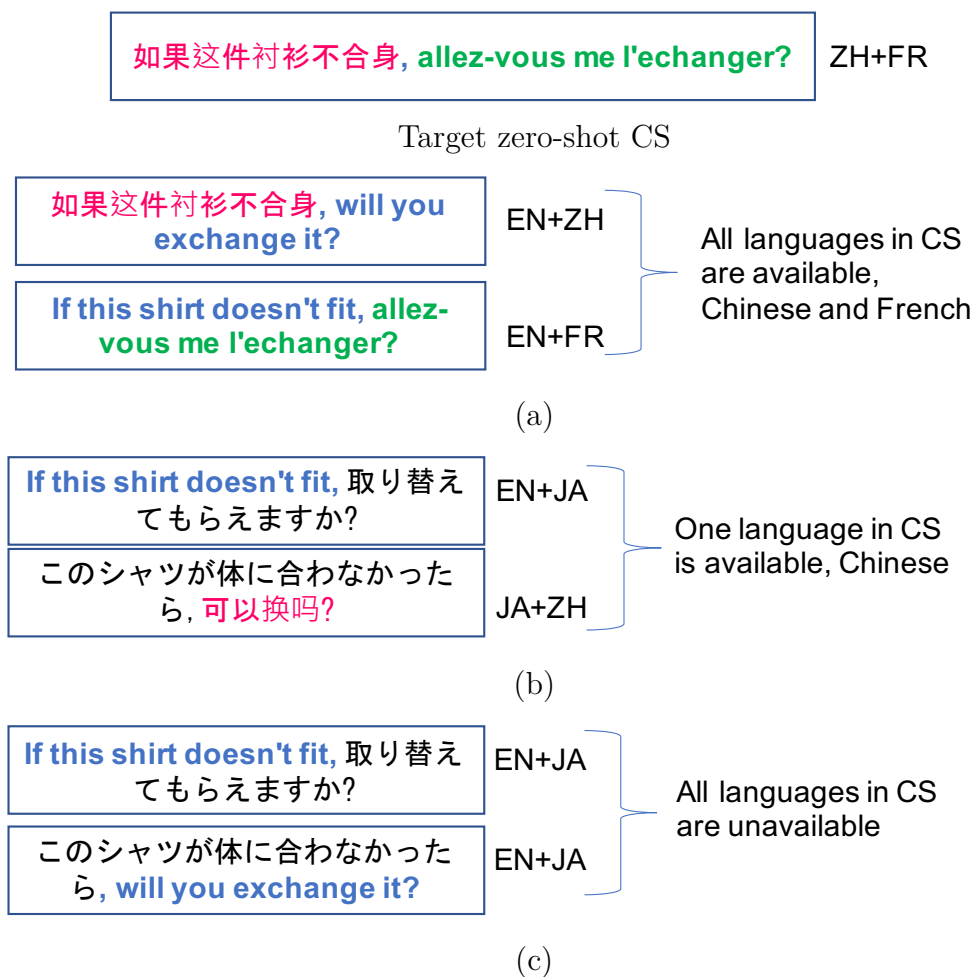 如果这件衬衫不合身, allez-vous me l'echanger?
ZH+FR
Target zero-shot CS
如果这件衬衫不合身, will you
exchange it?
EN+ZH
If this shirt doesn't fit, allez-
vous me l'echanger?
EN+FR
All languages in CS
are available,
Chinese and French
(a)
If this shirt doesn't fit, 取り替え
てもらえますか?
EN+JA
このシャツが体に合わなかった
ら, 可以换吗?
JA+ZH
One language in CS
is available, Chinese
(b)
If this shirt doesn't fit, 取り替え
てもらえますか?
EN+JA
このシャツが体に合わなかった
ら, will you exchange it?
EN+JA
All languages in CS
are unavailable
(c)